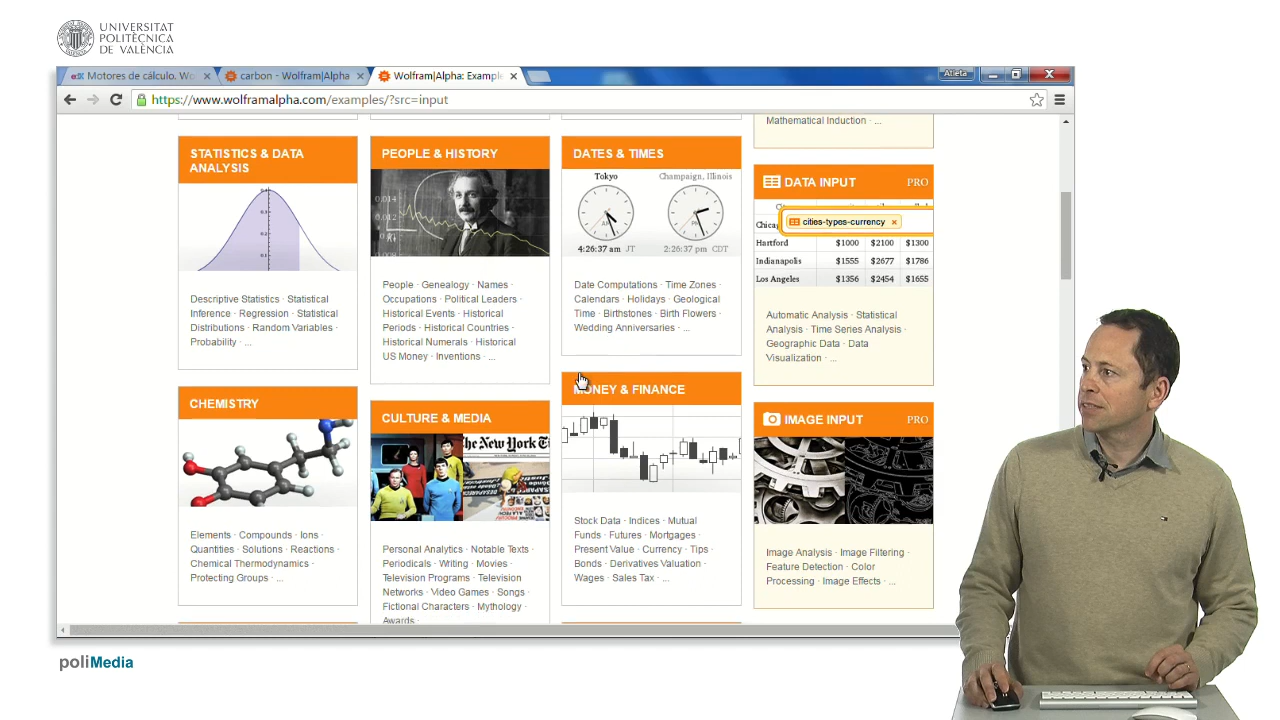 UNIVERSITAT
POLITÈCNICA
DE VALÈNCIA
Motores de cálculo. Wo
carbon - Wolfram|Alpha
Wolfram|Alpha: Example
Atleta
https://www.wolframalpha.com/examples/?src=input
Mathematical Induction · ...
STATISTICS & DATA
ANALYSIS
Descriptive Statistics · Statistical
Inference · Regression · Statistical
Distributions · Random Variables ·
Probability · ...
PEOPLE & HISTORY
0.014
0.012
People · Genealogy · Names ·
Occupations · Political Leaders ·
Historical Events · Historical
Periods · Historical Countries ·
Historical Numerals · Historical
US Money · Inventions · ...
DATES & TIMES
Tokyo
Champaign, Illinois
4:26:37 am JT
2:26:37 pm CDT
Date Computations · Time Zones ·
Calendars · Holidays · Geological
Time · Birthstones · Birth Flowers ·
Wedding Anniversaries · ...
DATA INPUT PRO
cities-types-currency ×
Hartford $1000 $2100 $1300
Indianapolis $1555 $2677 $1786
Los Angeles $1356 $2454 $1655
Automatic Analysis · Statistical
Analysis · Time Series Analysis ·
Geographic Data · Data
Visualization · ...
CHEMISTRY
Elements · Compounds · Ions ·
Quantities · Solutions · Reactions ·
Chemical Thermodynamics ·
Protecting Groups · ...
CULTURE & MEDIA
The New York Ti
Personal Analytics · Notable Texts ·
Periodicals · Writing · Movies ·
Television Programs · Television
Networks · Video Games · Songs ·
Fictional Characters · Mythology ·
Awards ·
MONEY & FINANCE
Stock Data · Indices · Mutual
Funds · Futures · Mortgages ·
Present Value · Currency · Tips ·
Bonds · Derivatives Valuation ·
Wages · Sales Tax · ...
IMAGE INPUT PRO
Image Analysis · Image Filtering ·
Feature Detection · Color
Processing · Image Effects · ...
poliMedia